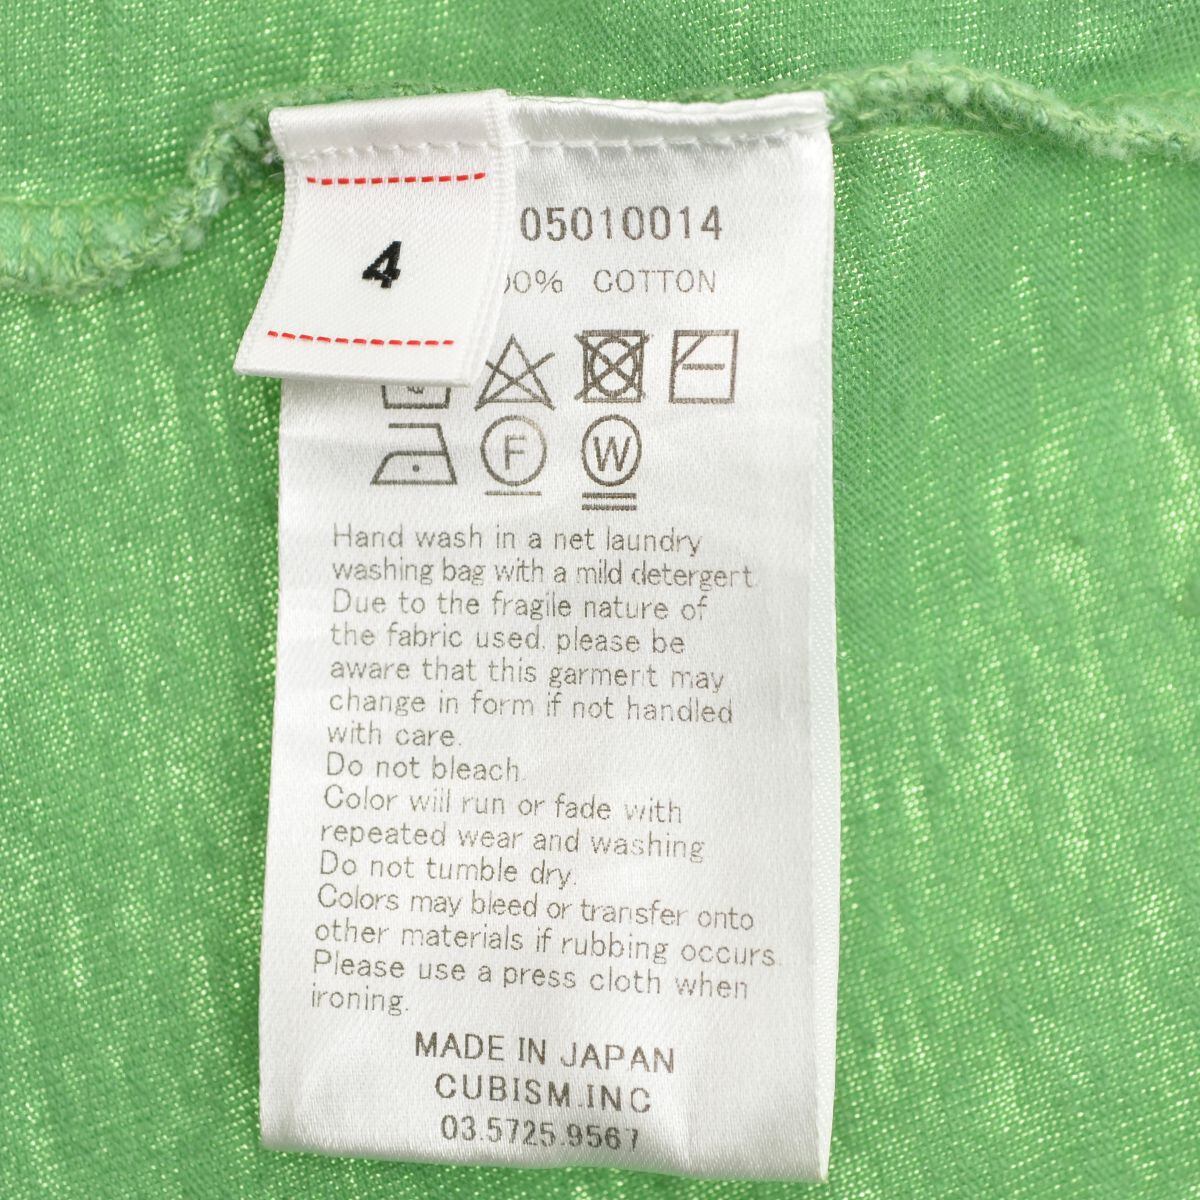 4
05010014
COTTON
F
W
Hand wash in a net laundry
washing bag with a mild detergert.
Due to the fragile nature of
the fabric used, please be
aware that this garment may
change in form if not handled
with care.
Do not bleach.
Color will run or fade with
repeated wear and washing
Do not tumble dry.
Colors may bleed or transfer onto
other materials if rubbing occurs.
Please use a press cloth when
ironing.
MADE IN JAPAN
CUBISM.INC
03.5725.9567